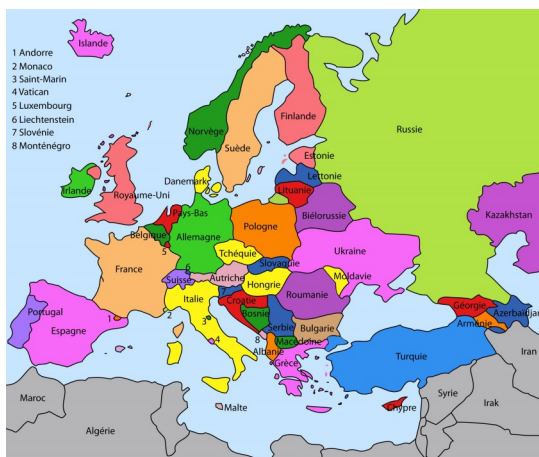 Islande
1 Andorre
2 Monaco
3 Saint-Marin
4 Vatican
5 Luxembourg
6 Liechtenstein
7 Slovénie
8 Monténégro
Norvège
Suède
Finlande
Russie
Estonie
Lettonie
Lituanie
Danemark
Irlande
Royaume-Uni
Pays-Bas
Biélorussie
Kazakhstan
Belgique
Allemagne
Pologne
5
Tchéquie
Ukraine
Slovaquie
France
6
Suisse
Autriche
Hongrie
Moldavie
Roumanie
Portugal
Espagne
1
2
Italie
3
4
Croatie
Bosnie
Serbie
8
Bulgarie
Macédoine
Albanie
Grèce
Géorgie
Arménie
Azerbaïdjan
Turquie
Iran
Maroc
Algérie
Malte
Chypre
Syrie
Irak